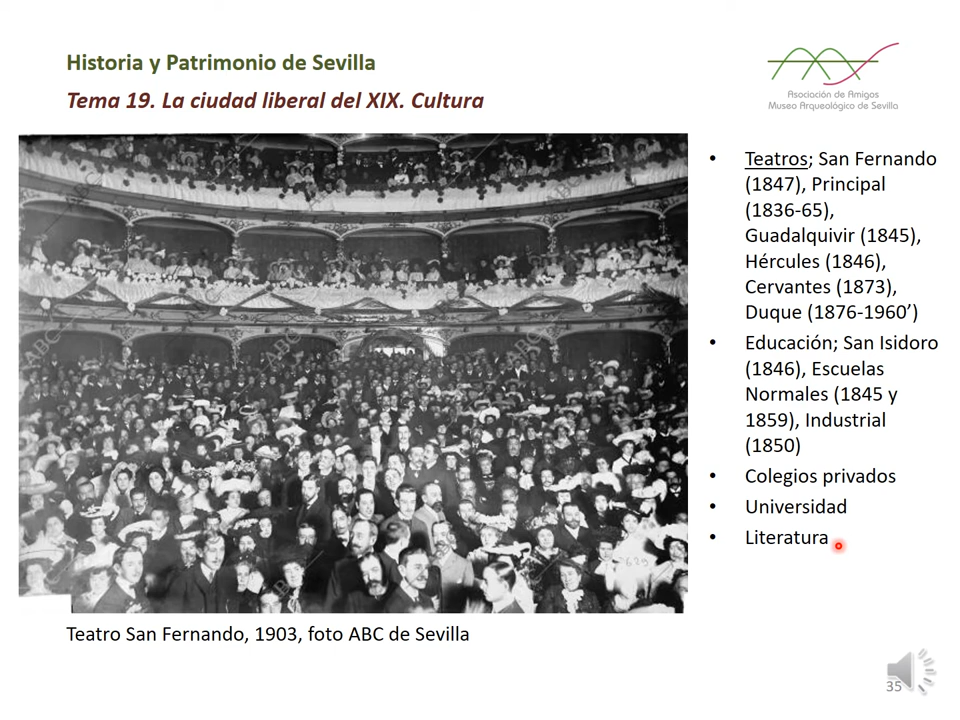 Historia y Patrimonio de Sevilla
Tema 19. La ciudad liberal del XIX. Cultura
Asociación de Amigos
Museo Arqueológico de Sevilla
• Teatros; San Fernando
(1847), Principal
(1836-65),
Guadalquivir (1845),
Hércules (1846),
Cervantes (1873),
Duque (1876-1960’)
• Educación; San Isidoro
(1846), Escuelas
Normales (1845 y
1859), Industrial
(1850)
• Colegios privados
• Universidad
• Literatura
629
Teatro San Fernando, 1903, foto ABC de Sevilla
35